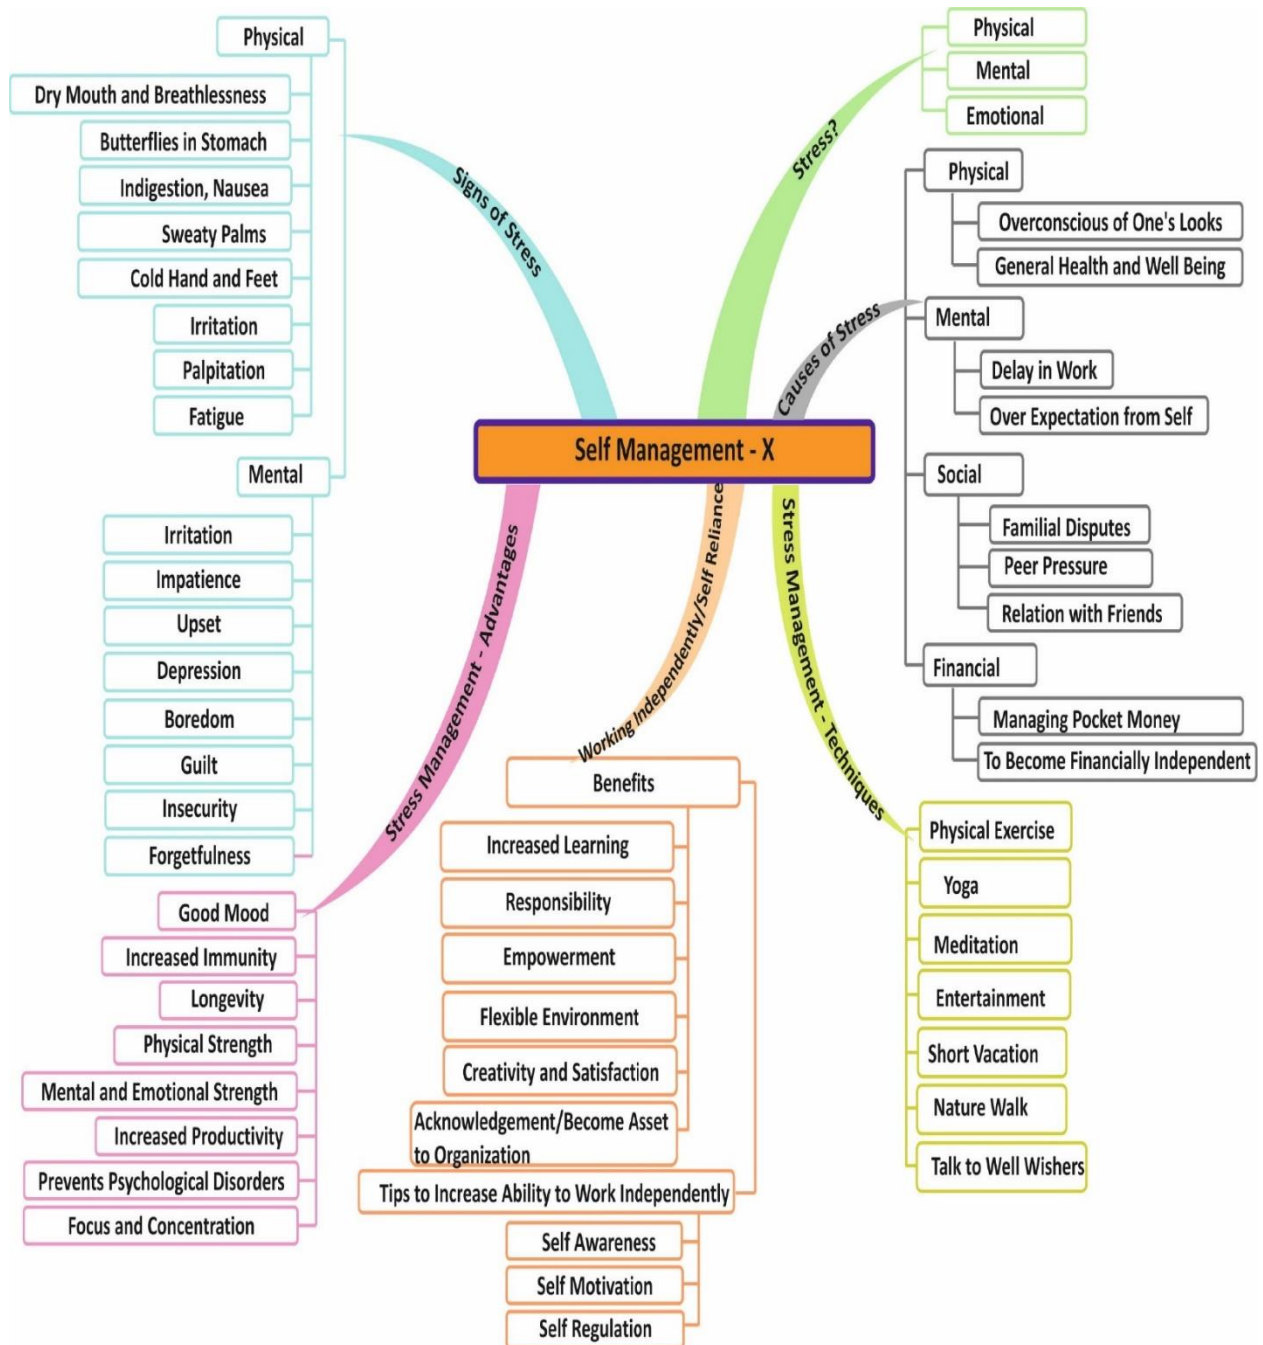 Self Management - X
Stress?
Physical
Mental
Emotional
Causes of Stress
Physical
Overconscious of One's Looks
General Health and Well Being
Mental
Delay in Work
Over Expectation from Self
Social
Familial Disputes
Peer Pressure
Relation with Friends
Financial
Managing Pocket Money
To Become Financially Independent
Stress Management - Techniques
Physical Exercise
Yoga
Meditation
Entertainment
Short Vacation
Nature Walk
Talk to Well Wishers
Working Independently/Self Reliance
Benefits
Increased Learning
Responsibility
Empowerment
Flexible Environment
Creativity and Satisfaction
Acknowledgement/Become Asset
to Organization
Tips to Increase Ability to Work Independently
Self Awareness
Self Motivation
Self Regulation
Stress Management - Advantages
Good Mood
Increased Immunity
Longevity
Physical Strength
Mental and Emotional Strength
Increased Productivity
Prevents Psychological Disorders
Focus and Concentration
Signs of Stress
Physical
Dry Mouth and Breathlessness
Butterflies in Stomach
Indigestion, Nausea
Sweaty Palms
Cold Hand and Feet
Irritation
Palpitation
Fatigue
Mental
Irritation
Impatience
Upset
Depression
Boredom
Guilt
Insecurity
Forgetfulness